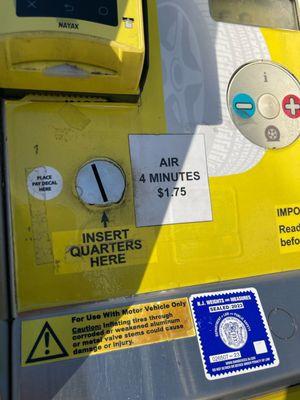 NAYAX
PLACE
PAY DECAL
HERE
AIR
4 MINUTES
$1.75
INSERT
QUARTERS
HERE
i
IMPO
Read
befo
For Use With Motor Vehicle Only
Caution: Inflating tires through
corroded or weakened aluminum
or metal valve stems could cause
damage or injury.
N.J. WEIGHTS AND MEASURES
SEALED 2023